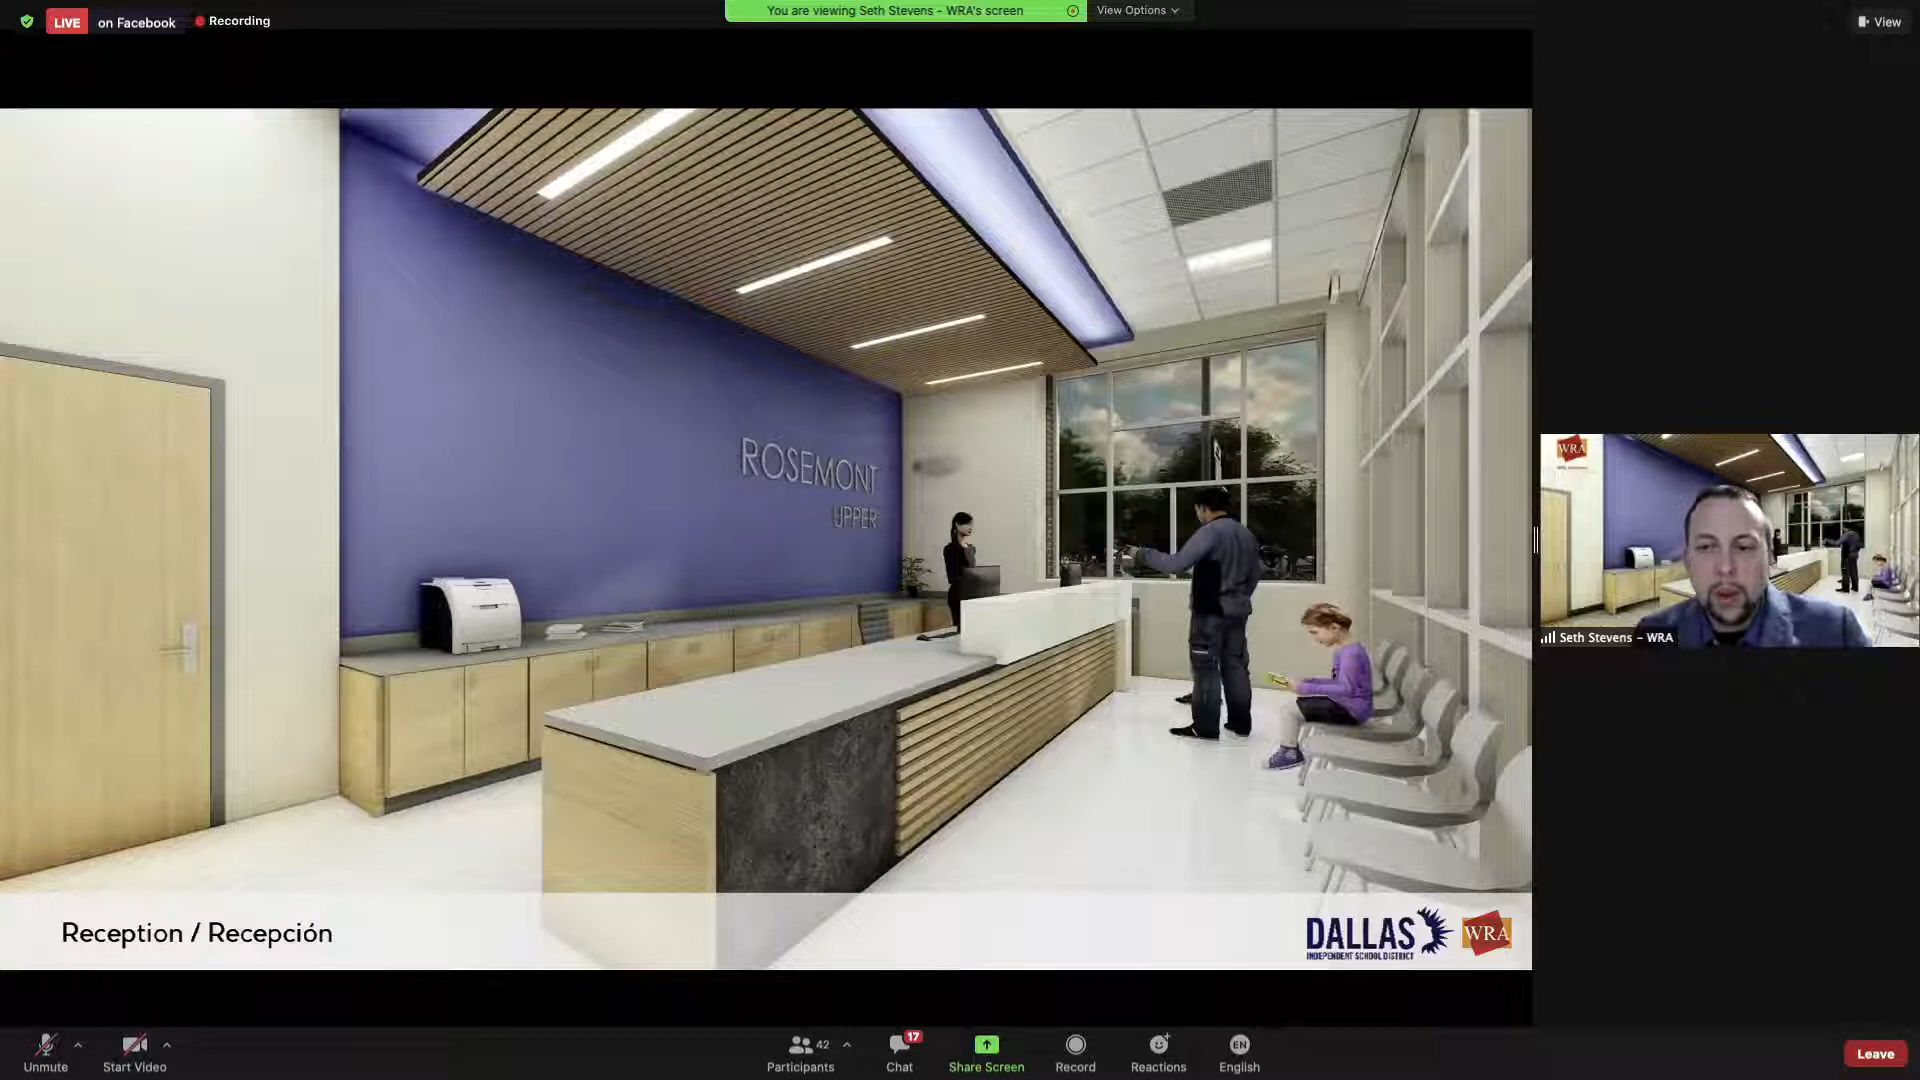 LIVE on Facebook Recording
You are viewing Seth Stevens - WRA's screen
View Options
View
ROSEMONT
UPPER
WRA
Seth Stevens - WRA
Reception / Recepción
DALLAS
INDEPENDENT SCHOOL DISTRICT
WRA
Unmute
Start Video
42
Participants
17
Chat
Share Screen
Record
Reactions
EN
English
Leave